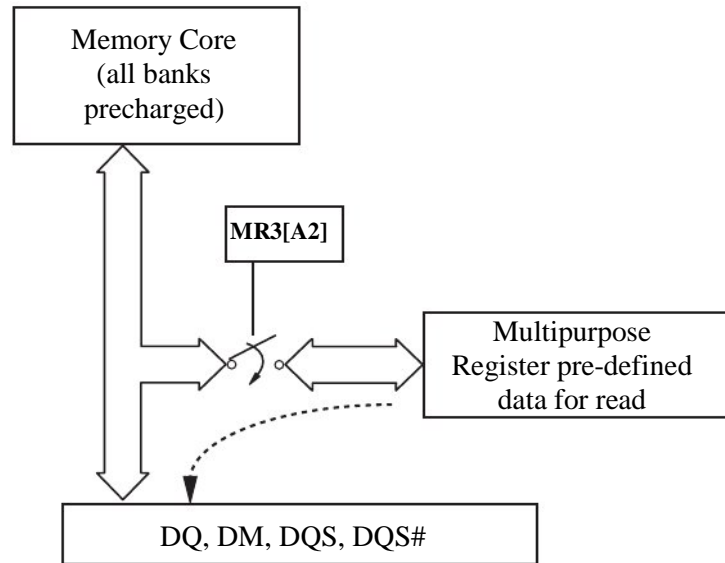 Memory Core
(all banks
precharged)
MR3[A2]
Multipurpose
Register pre-defined
data for read
DQ, DM, DQS, DQS#